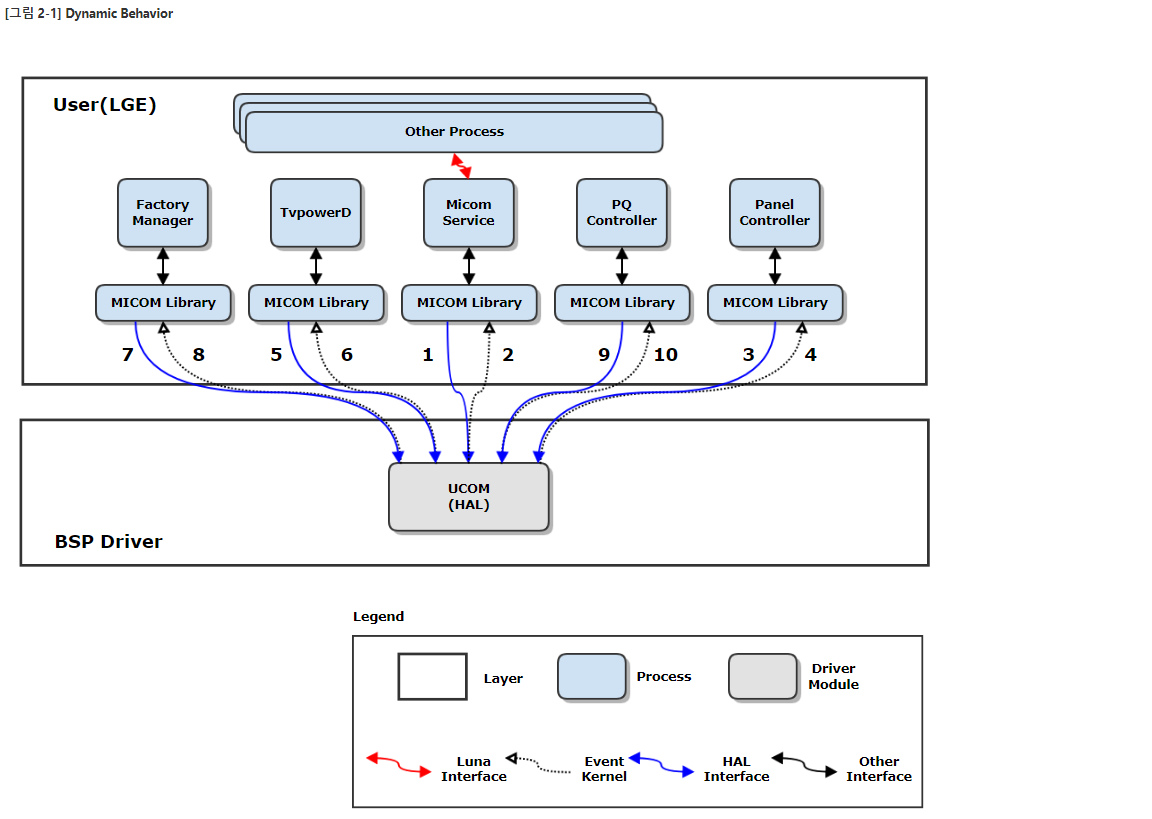 [그림 2-1] Dynamic Behavior
User(LGE)
Other Process
Factory
Manager
TvpowerD
Micom
Service
PQ
Controller
Panel
Controller
MICOM Library
MICOM Library
MICOM Library
MICOM Library
MICOM Library
7
8
5
6
1
2
9
10
3
4
UCOM
(HAL)
BSP Driver
Legend
Layer
Process
Driver
Module
Luna
Interface
Event
Kernel
HAL
Interface
Other
Interface